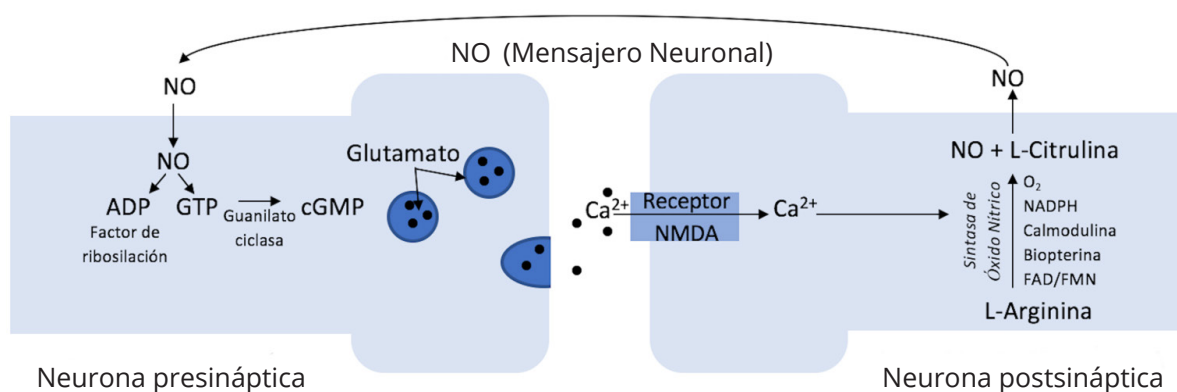 NO (Mensajero Neuronal)
NO
NO
ADP
GTP
Guanilato
ciclasa
cGMP
Factor de
ribosilación
Glutamato
Ca²⁺
Receptor
NMDA
Ca²⁺
NO
NO + L-Citrulina
Sintasa de
Óxido Nítrico
O₂
NADPH
Calmodulina
Biopterina
FAD/FMN
L-Arginina
Neurona presináptica
Neurona postsináptica